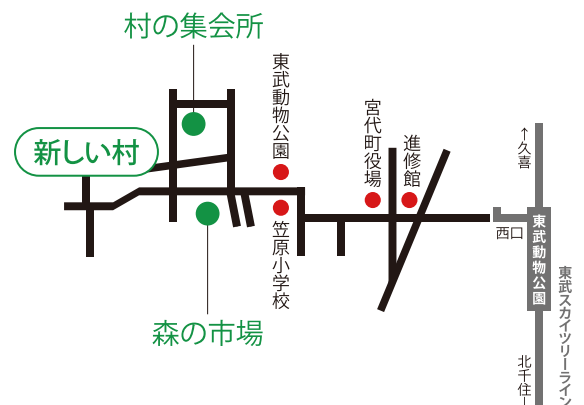 村の集会所
東武動物公園
宮代町役場
進修館
↑久喜
新しい村
笠原小学校
西口
東武動物公園
東武スカイツリーライン
森の市場
北千住